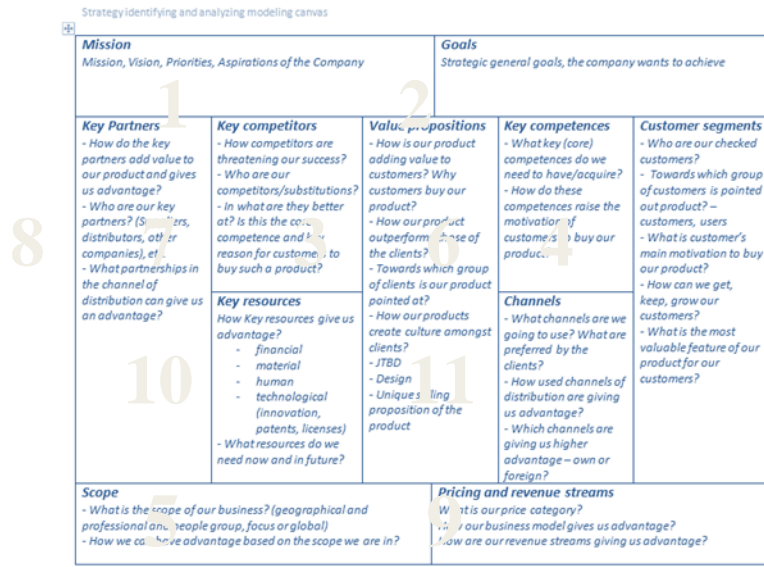 Strategy identifying and analyzing modeling canvas
Mission
Mission, Vision, Priorities, Aspirations of the Company
1
Goals
Strategic general goals, the company wants to achieve
2
Key Partners
- How do the key
partners add value to
our product and gives
us advantage?
- Who are our key
partners? (Suppliers,
distributors, other
companies), etc.
- What partnerships in
the channel of
distribution can give us
an advantage?
8
7
10
Key competitors
- How competitors are
threatening our success?
- Who are our
competitors/substitutions?
- In what are they better
at? Is this the core
competence and key
reason for customers to
buy such a product?
3
Key resources
How Key resources give us
advantage?
- financial
- material
- human
- technological
(innovation,
patents, licenses)
- What resources do we
need now and in future?
Value propositions
- How is our product
adding value to
customers? Why
customers buy our
product?
- How our product
outperform those of
the clients?
- Towards which group
of clients is our product
pointed at?
- How our products
create culture amongst
clients?
- JTBD
- Design
- Unique selling
proposition of the
product
6
11
Key competences
- What key (core)
competences do we
need to have/acquire?
- How do these
competences raise the
motivation of
customers to buy our
product.
4
Channels
- What channels are we
going to use? What are
preferred by the
clients?
- How used channels of
distribution are giving
us advantage?
- Which channels are
giving us higher
advantage – own or
foreign?
Customer segments
- Who are our checked
customers?
- Towards which group
of customers is pointed
out product? –
customers, users
- What is customer's
main motivation to buy
our product?
- How can we get,
keep, grow our
customers?
- What is the most
valuable feature of our
product for our
customers?
Scope
- What is the scope of our business? (geographical and
professional and people group, focus or global)
- How we can have advantage based on the scope we are in?
5
Pricing and revenue streams
What is our price category?
How our business model gives us advantage?
How are our revenue streams giving us advantage?
9